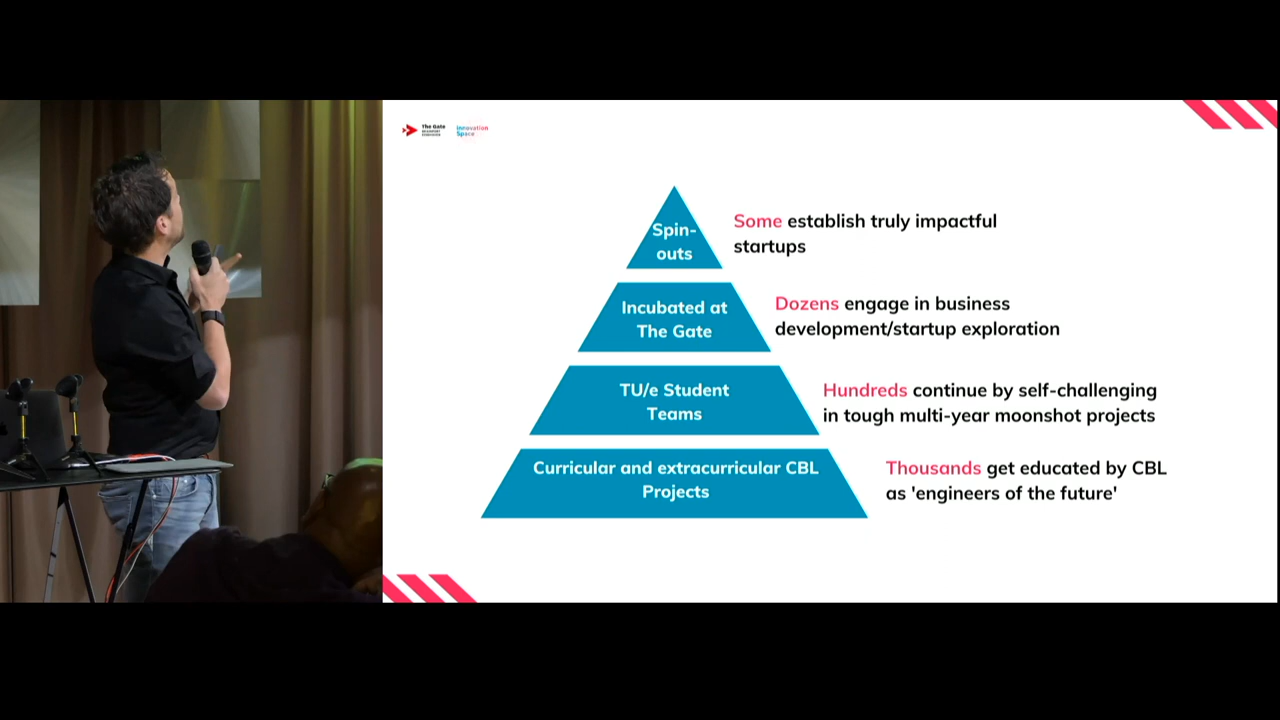 The Gate
Innovation
Space
Spin-
outs
Some establish truly impactful
startups
Incubated at
The Gate
Dozens engage in business
development/startup exploration
TU/e Student
Teams
Hundreds continue by self-challenging
in tough multi-year moonshot projects
Curricular and extracurricular CBL
Projects
Thousands get educated by CBL
as 'engineers of the future'